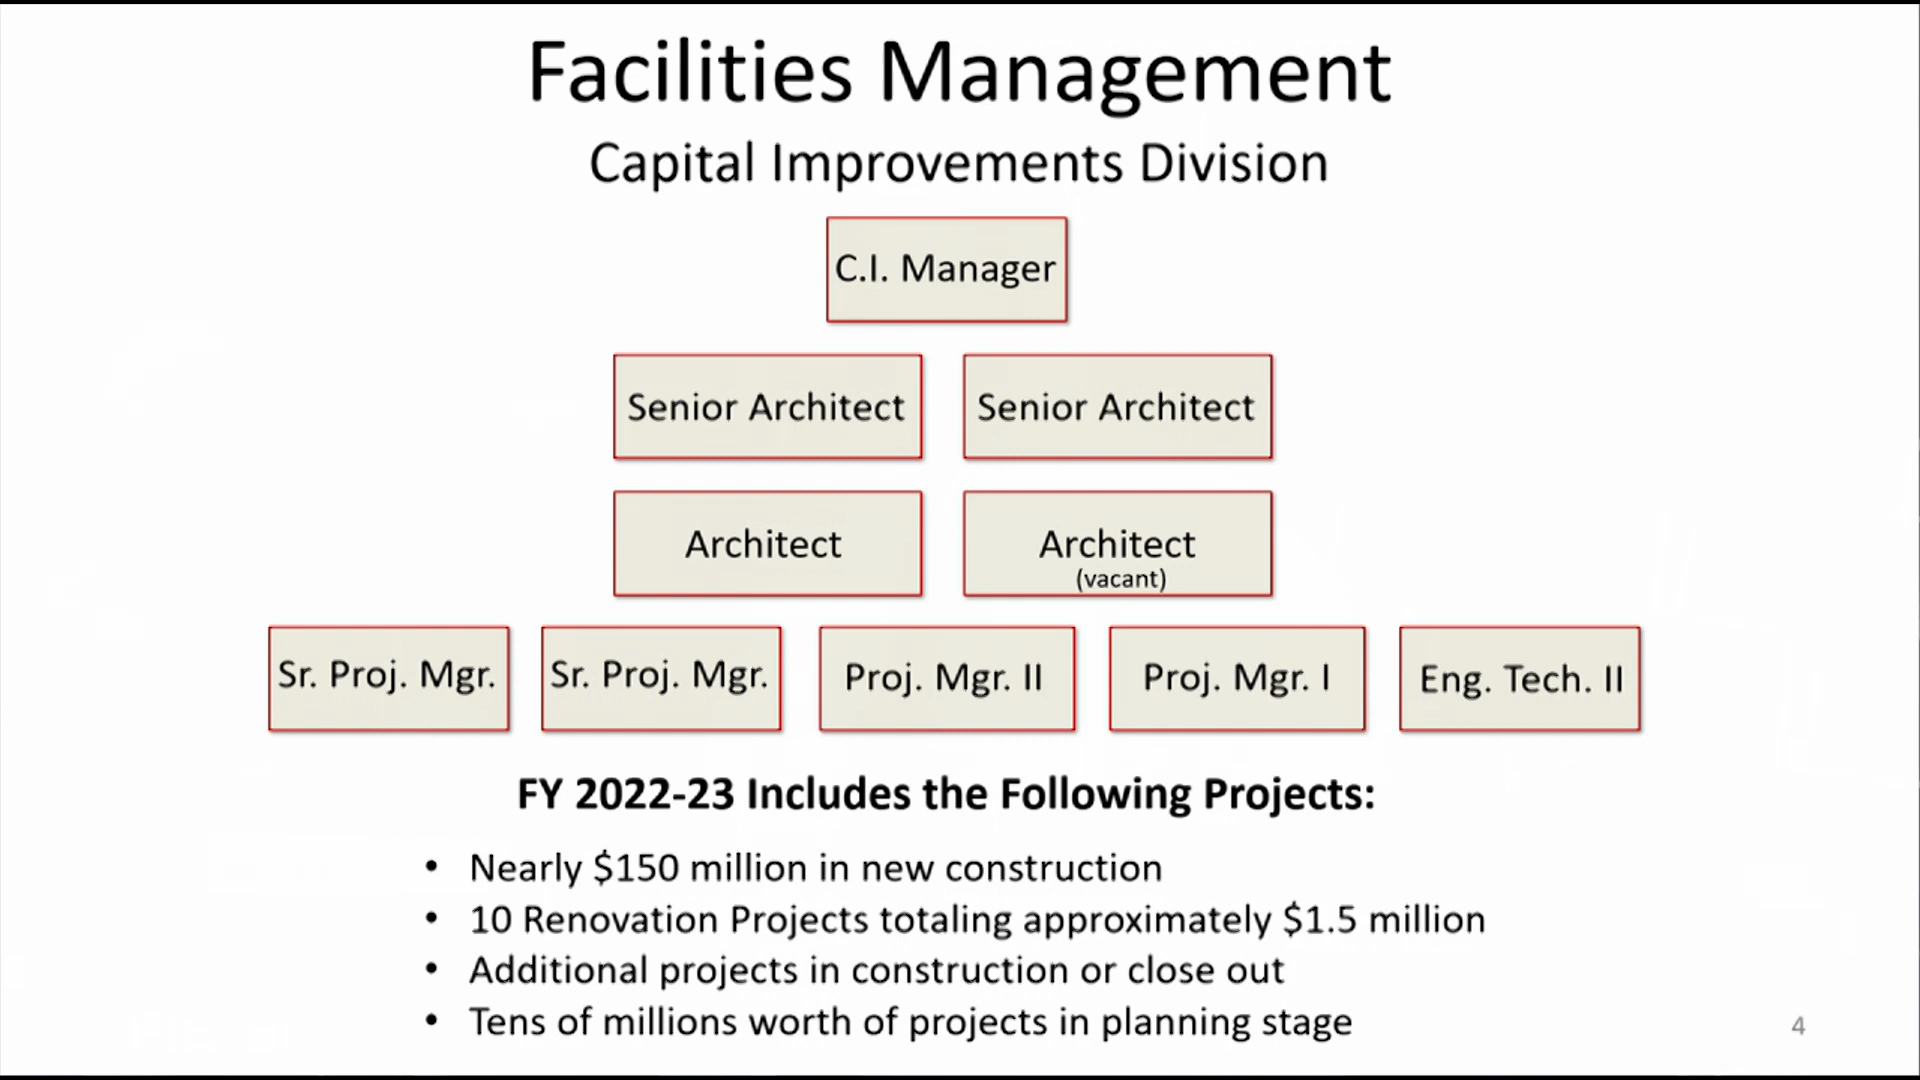 Facilities Management
Capital Improvements Division
C.I. Manager
Senior Architect
Senior Architect
Architect
Architect
(vacant)
Sr. Proj. Mgr.
Sr. Proj. Mgr.
Proj. Mgr. II
Proj. Mgr. I
Eng. Tech. II
FY 2022-23 Includes the Following Projects:
• Nearly $150 million in new construction
• 10 Renovation Projects totaling approximately $1.5 million
• Additional projects in construction or close out
• Tens of millions worth of projects in planning stage
4